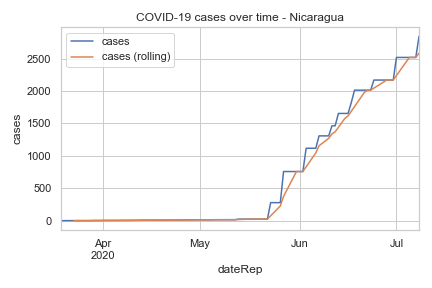 COVID-19 cases over time - Nicaragua
cases
cases (rolling)
2500
2000
1500
1000
500
0
cases
Apr
2020
May
Jun
Jul
dateRep